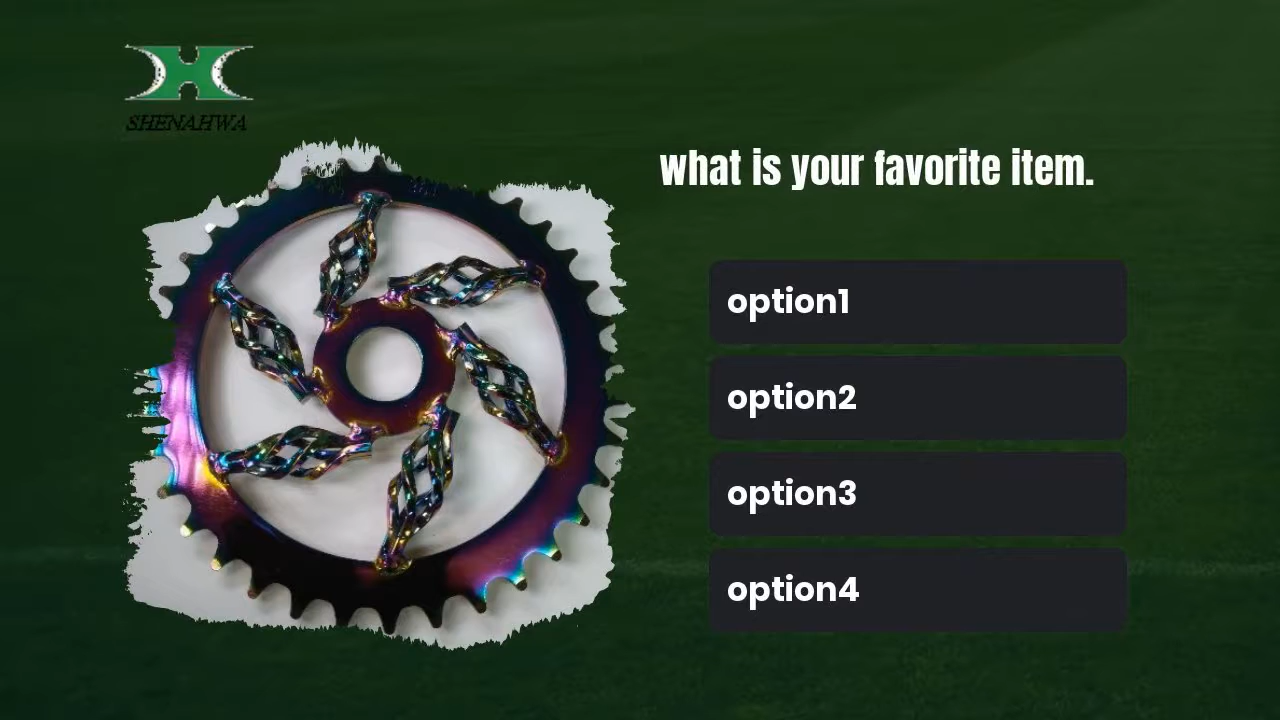 SHENAHWA
what is your favorite item.
option1
option2
option3
option4